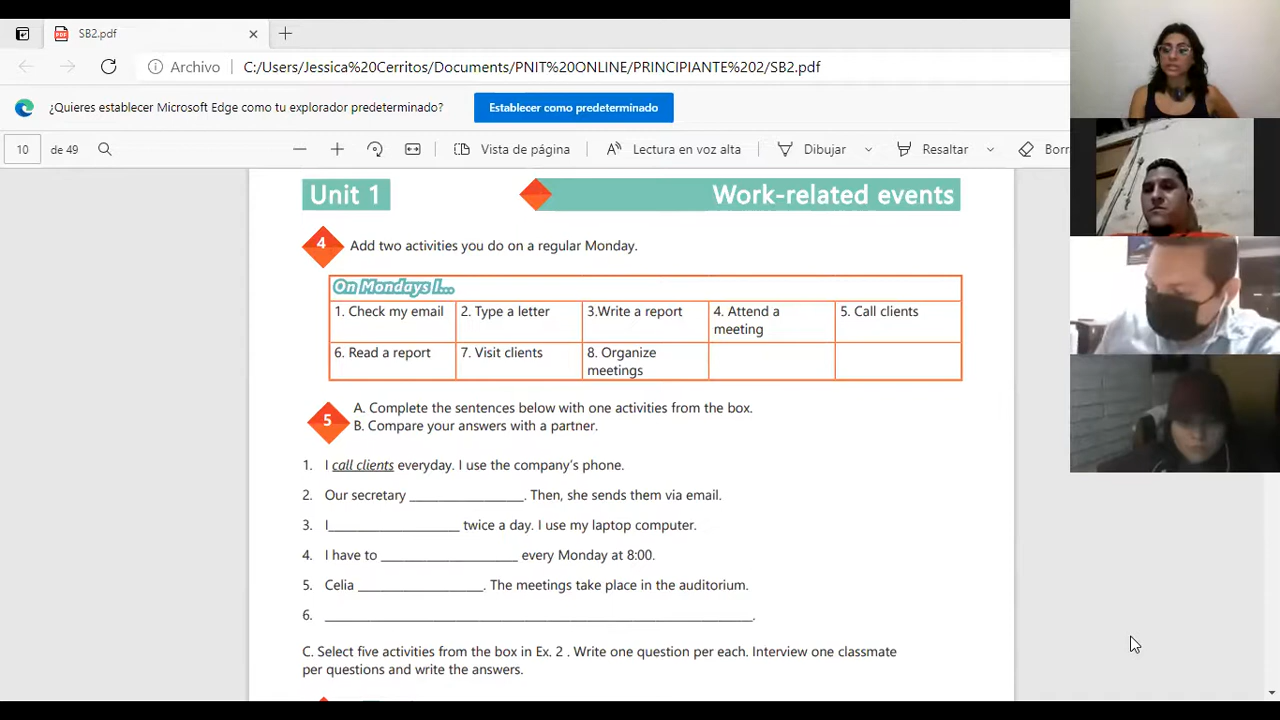 SB2.pdf
Archivo C:/Users/Jessica%20Cerritos/Documents/PNIT%20ONLINE/PRINCIPIANTE%202/SB2.pdf
¿Quieres establecer Microsoft Edge como tu explorador predeterminado? Establecer como predeterminado
10 de 49 Vista de página Lectura en voz alta Dibujar Resaltar Borr
Unit 1 Work-related events
4 Add two activities you do on a regular Monday.
On Mondays I...
1. Check my email 2. Type a letter 3.Write a report 4. Attend a meeting 5. Call clients
6. Read a report 7. Visit clients 8. Organize meetings
5 A. Complete the sentences below with one activities from the box.
B. Compare your answers with a partner.
1. I call clients everyday. I use the company's phone.
2. Our secretary _________________. Then, she sends them via email.
3. I___________________ twice a day. I use my laptop computer.
4. I have to ____________________ every Monday at 8:00.
5. Celia __________________. The meetings take place in the auditorium.
6. ______________________________________________________________.
C. Select five activities from the box in Ex. 2 . Write one question per each. Interview one classmate
per questions and write the answers.